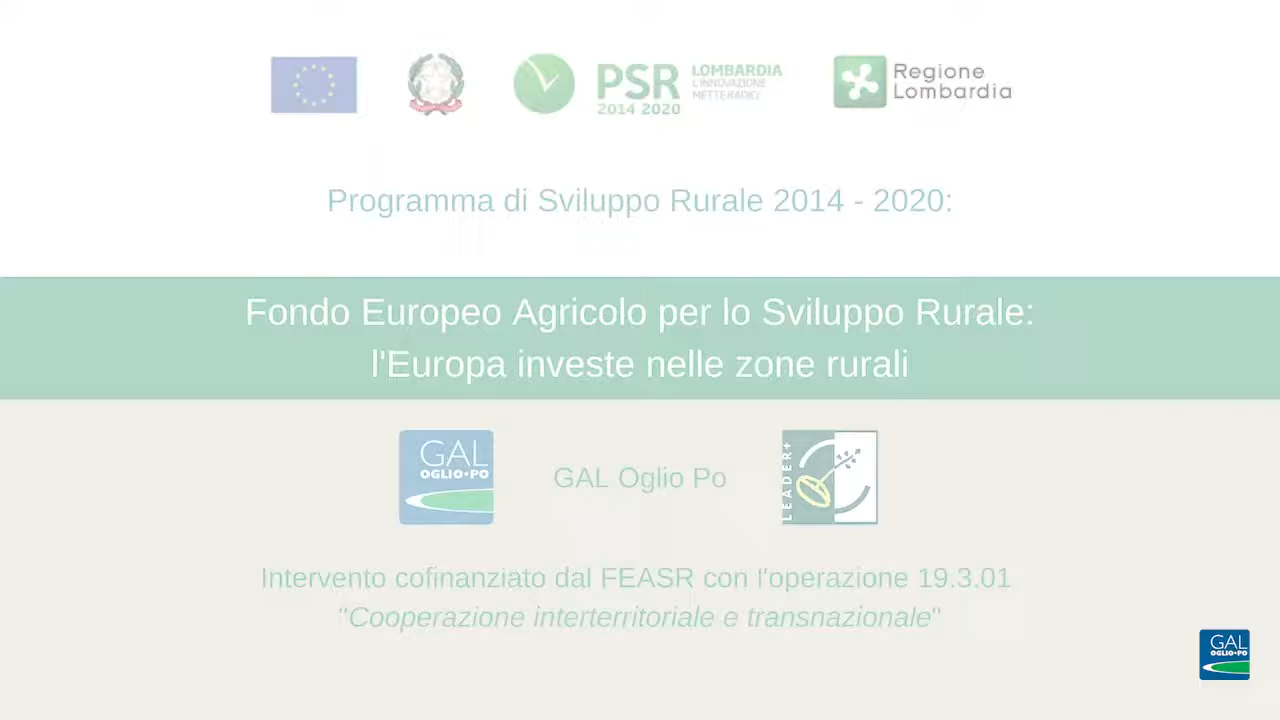 PSR
2014 2020
LOMBARDIA
L'INNOVAZIONE
METTE RADICI
Regione
Lombardia
Programma di Sviluppo Rurale 2014 - 2020:
Fondo Europeo Agricolo per lo Sviluppo Rurale:
l'Europa investe nelle zone rurali
GAL
OGLIO•PO
GAL Oglio Po
LEADER+
Intervento cofinanziato dal FEASR con l'operazione 19.3.01
"Cooperazione interterritoriale e transnazionale"
GAL
OGLIO•PO